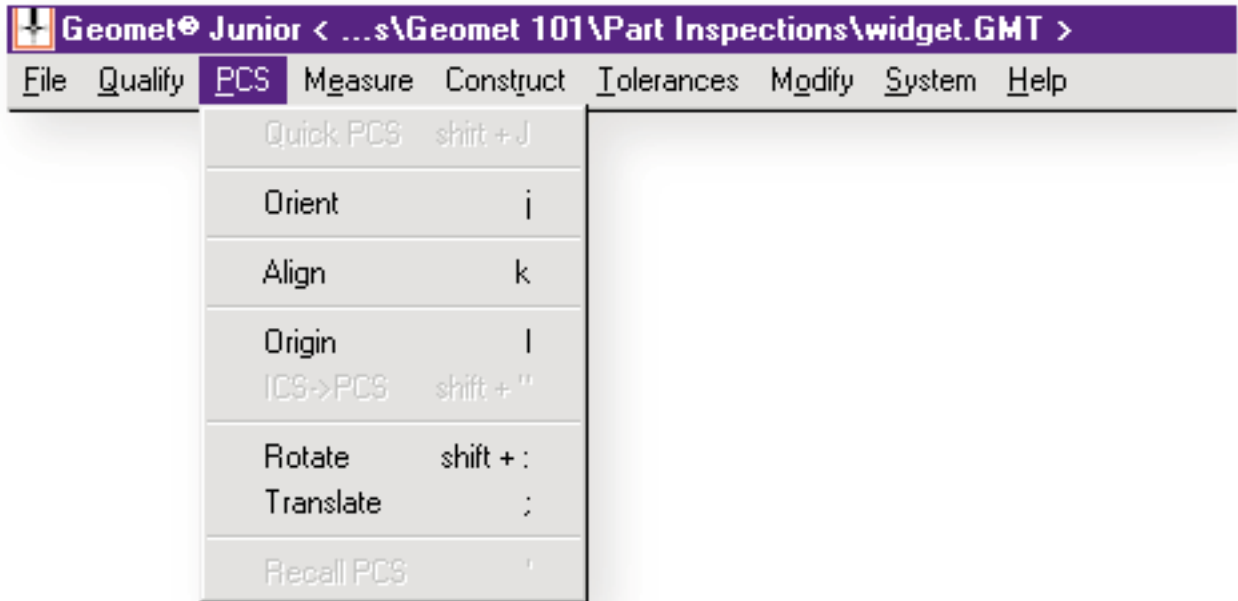 Geomet® Junior < ...s\Geomet 101\Part Inspections\widget.GMT >
File Qualify PCS Measure Construct Tolerances Modify System Help
Quick PCS shirt + J
Orient j
Align k
Origin l
ICS->PCS shift + "
Rotate shift + :
Translate ;
Recall PCS '